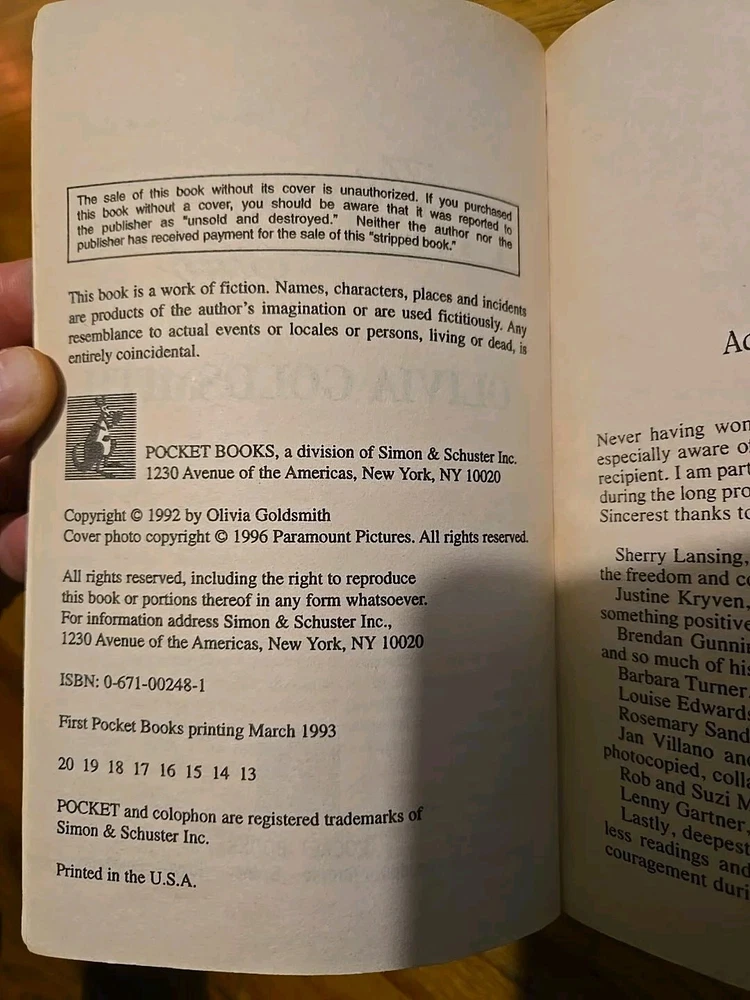 The sale of this book without its cover is unauthorized. If you purchased
this book without a cover, you should be aware that it was reported to
the publisher as "unsold and destroyed." Neither the author nor the
publisher has received payment for the sale of this "stripped book."
This book is a work of fiction. Names, characters, places and incidents
are products of the author's imagination or are used fictitiously. Any
resemblance to actual events or locales or persons, living or dead, is
entirely coincidental.
POCKET BOOKS, a division of Simon & Schuster Inc.
1230 Avenue of the Americas, New York, NY 10020
Copyright © 1992 by Olivia Goldsmith
Cover photo copyright © 1996 Paramount Pictures. All rights reserved.
All rights reserved, including the right to reproduce
this book or portions thereof in any form whatsoever.
For information address Simon & Schuster Inc.,
1230 Avenue of the Americas, New York, NY 10020
ISBN: 0-671-00248-1
First Pocket Books printing March 1993
20 19 18 17 16 15 14 13
POCKET and colophon are registered trademarks of
Simon & Schuster Inc.
Printed in the U.S.A.
Never having won
especially aware
recipient. I am part
during the long
Sincerest thanks to
Sherry Lansing,
the freedom and
Justine Kryven,
something positive
Brendan
and so much of his
Barbara Turner
Louise
Rosemary
Jan Villano
photocopied,
Rob and Suzi
Lenny Gartner
Lastly, deepest
less readings and